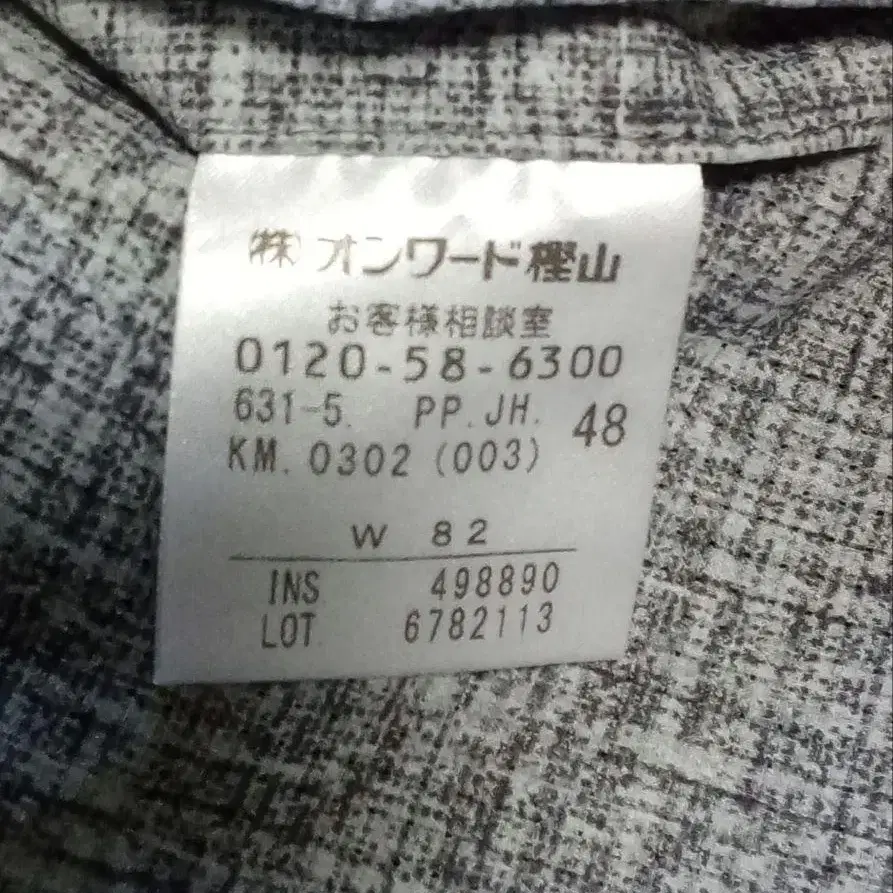 ㈱オンワード樫山
お客様相談室
0120-58-6300
631-5. PP.JH. 48
KM. 0302 (003)
W 82
INS 498890
LOT 6782113